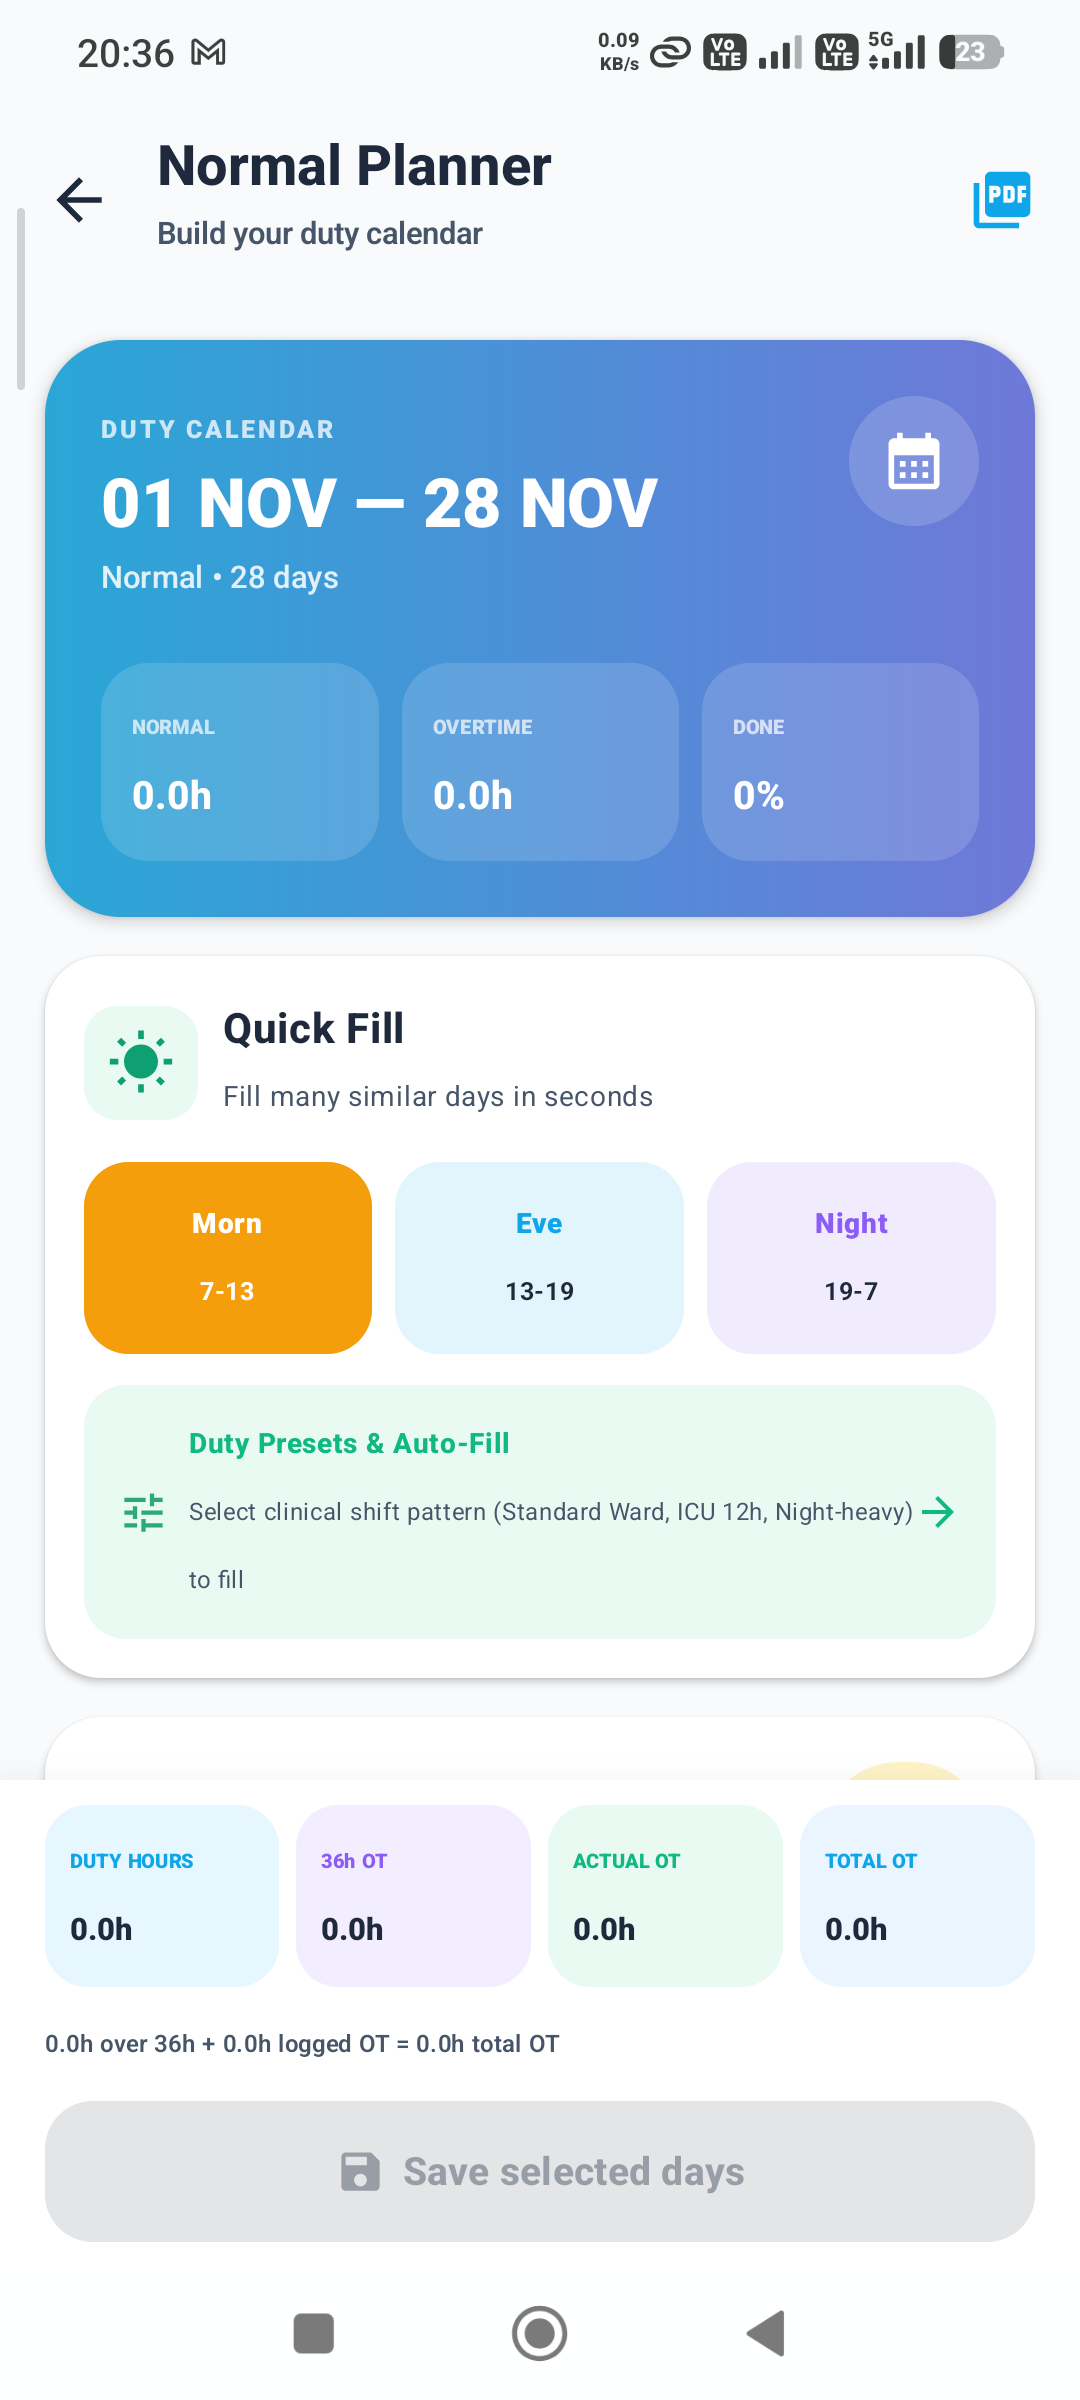 20:36
0.09
KB/s
Vo
LTE
Vo
LTE
5G
23
Normal Planner
Build your duty calendar
PDF
DUTY CALENDAR
01 NOV — 28 NOV
Normal • 28 days
NORMAL
OVERTIME
DONE
0.0h
0.0h
0%
Quick Fill
Fill many similar days in seconds
Morn
Eve
Night
7-13
13-19
19-7
Duty Presets & Auto-Fill
Select clinical shift pattern (Standard Ward, ICU 12h, Night-heavy)
to fill
DUTY HOURS
36h OT
ACTUAL OT
TOTAL OT
0.0h
0.0h
0.0h
0.0h
0.0h over 36h + 0.0h logged OT = 0.0h total OT
Save selected days